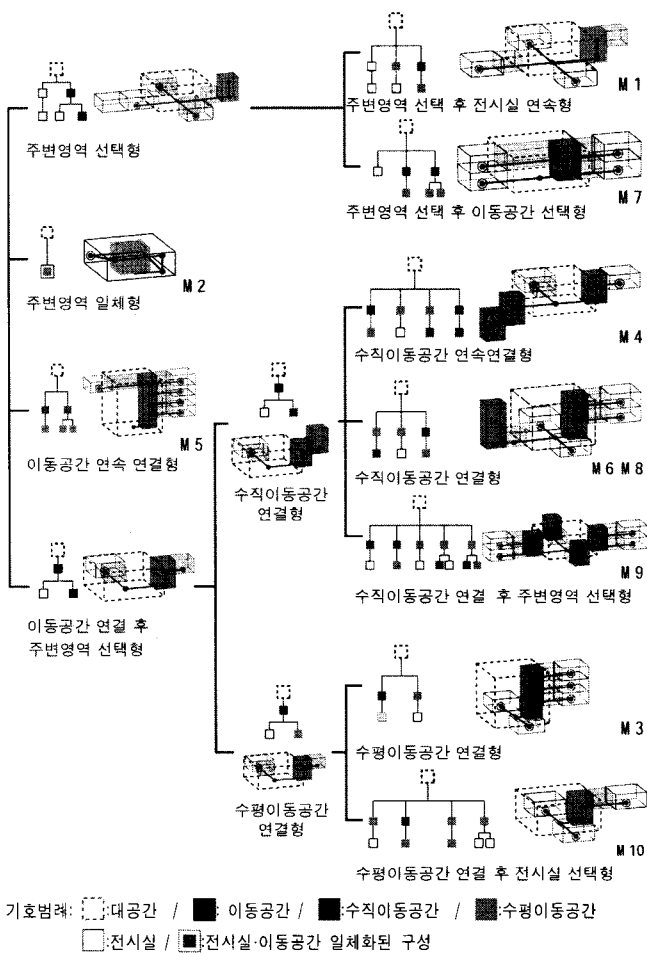 M 1
주변영역 선택 후 전시실 연속형
주변영역 선택형
M 7
주변영역 선택 후 이동공간 선택형
M 2
주변영역 일체형
M 4
수직이동공간 연속연결형
M 5
이동공간 연속 연결형
수직이동공간
연결형
M 6 M 8
수직이동공간 연결형
M 9
수직이동공간 연결 후 주변영역 선택형
이동공간 연결 후
주변영역 선택형
M 3
수평이동공간 연결형
수평이동공간
연결형
M 10
수평이동공간 연결 후 전시실 선택형
기호범례: :대공간 / : 이동공간 / :수직이동공간 / :수평이동공간
:전시실 / :전시실·이동공간 일체화된 구성